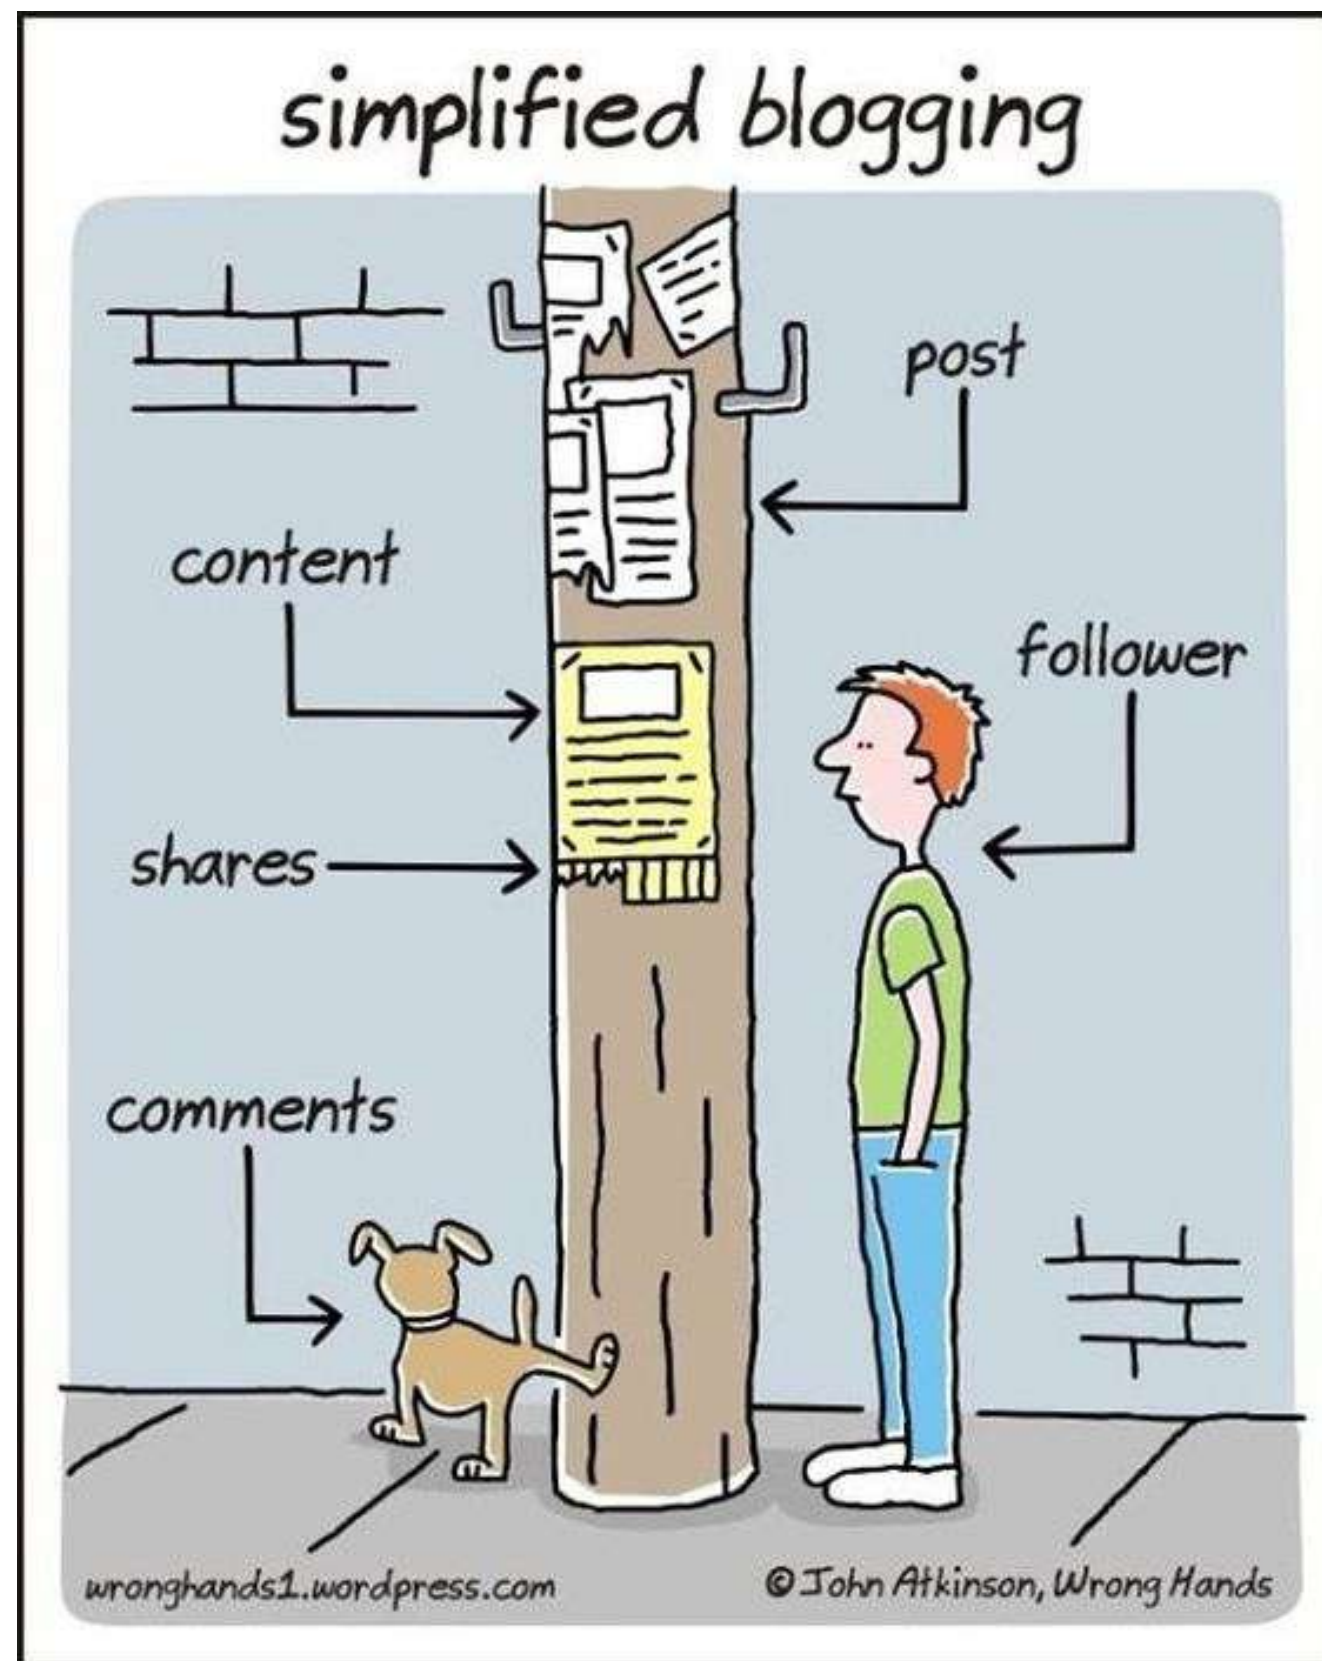 simplified blogging
post
content
follower
shares
comments
wronghands1.wordpress.com
© John Atkinson, Wrong Hands